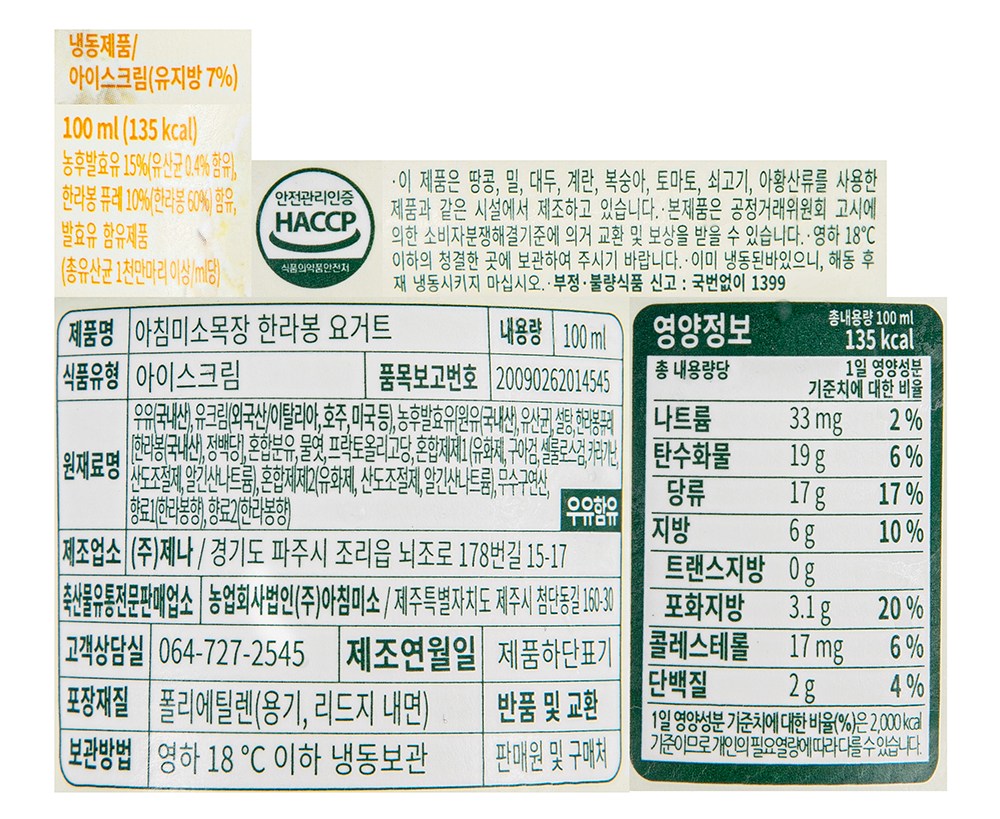 냉동제품/
아이스크림(유지방 7%)
100 ml (135 kcal)
농후발효유 15%(유산균 0.4% 함유),
한라봉 퓨레 10%(한라봉 60%) 함유,
발효유 함유제품
(총유산균 1천만마리 이상/ml당)
안전관리인증
HACCP
식품의약품안전처
·이 제품은 땅콩, 밀, 대두, 계란, 복숭아, 토마토, 쇠고기, 아황산류를 사용한
제품과 같은 시설에서 제조하고 있습니다.·본제품은 공정거래위원회 고시에
의한 소비자분쟁해결기준에 의거 교환 및 보상을 받을 수 있습니다.·영하 18°C
이하의 청결한 곳에 보관하여 주시기 바랍니다.·이미 냉동된바있으니, 해동 후
재 냉동시키지 마십시오.·부정·불량식품 신고 : 국번없이 1399
제품명 아침미소목장 한라봉 요거트 내용량 100 ml
식품유형 아이스크림 품목보고번호 20090262014545
원재료명
우유(국내산), 유크림(외국산/이탈리아, 호주, 미국 등), 농후발효유[원유(국내산), 유산균], 설탕, 한라봉퓨레
[한라봉(국내산), 정백당], 혼합분유, 물엿, 프락토올리고당, 혼합제제1(유화제, 구아검, 셀룰로스검, 카라기난,
산도조절제, 알긴산나트륨), 혼합제제2(유화제, 산도조절제, 알긴산나트륨), 무수구연산,
향료1(한라봉향), 향료2(한라봉향)
우유함유
제조업소 (주)제나 / 경기도 파주시 조리읍 뇌조로 178번길 15-17
축산물유통전문판매업소 농업회사법인(주)아침미소 / 제주특별자치도 제주시 첨단동길 160-30
고객상담실 064-727-2545 제조연월일 제품하단표기
포장재질 폴리에틸렌(용기, 리드지 내면) 반품 및 교환
보관방법 영하 18 °C 이하 냉동보관 판매원 및 구매처
영양정보 총내용량 100 ml
135 kcal
총 내용량당 1일 영양성분
기준치에 대한 비율
나트륨 33 mg 2 %
탄수화물 19 g 6 %
당류 17 g 17 %
지방 6 g 10 %
트랜스지방 0 g
포화지방 3.1 g 20 %
콜레스테롤 17 mg 6 %
단백질 2 g 4 %
1일 영양성분 기준치에 대한 비율(%)은 2,000 kcal
기준이므로 개인의 필요 열량에 따라 다를 수 있습니다.